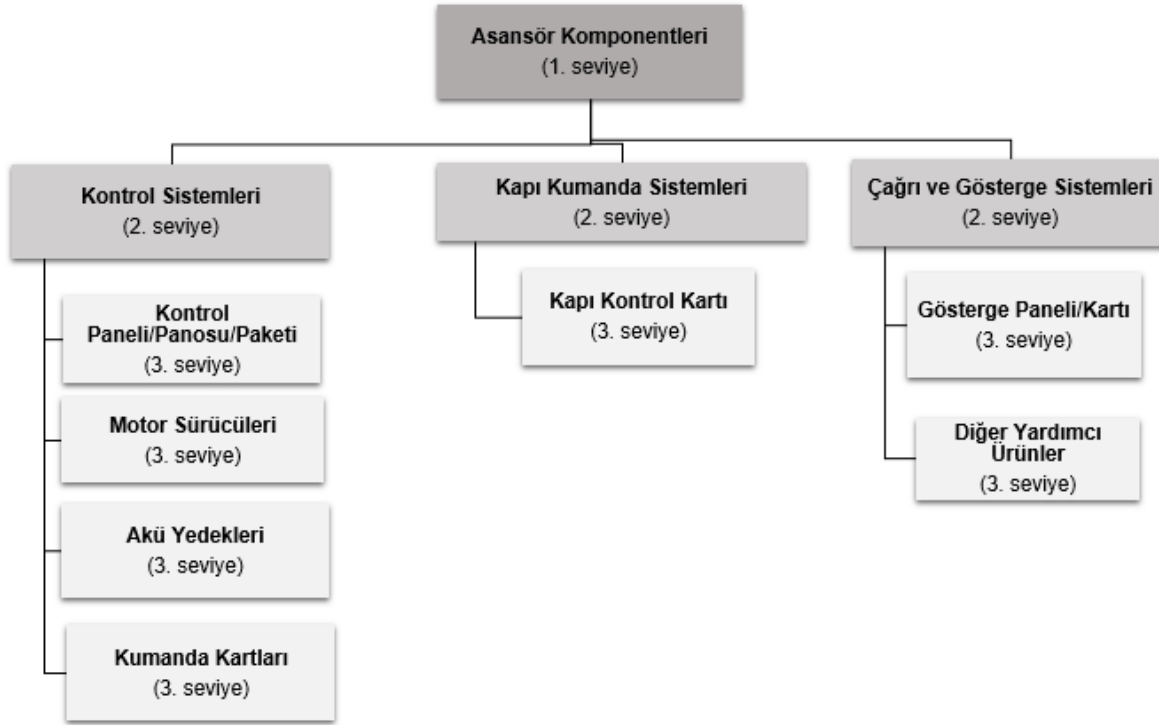 Asansör Komponentleri
(1. seviye)
Kontrol Sistemleri
(2. seviye)
Kontrol
Paneli/Panosu/Paketi
(3. seviye)
Motor Sürücüleri
(3. seviye)
Akü Yedekleri
(3. seviye)
Kumanda Kartları
(3. seviye)
Kapı Kumanda Sistemleri
(2. seviye)
Kapı Kontrol Kartı
(3. seviye)
Çağrı ve Gösterge Sistemleri
(2. seviye)
Gösterge Paneli/Kartı
(3. seviye)
Diğer Yardımcı
Ürünler
(3. seviye)